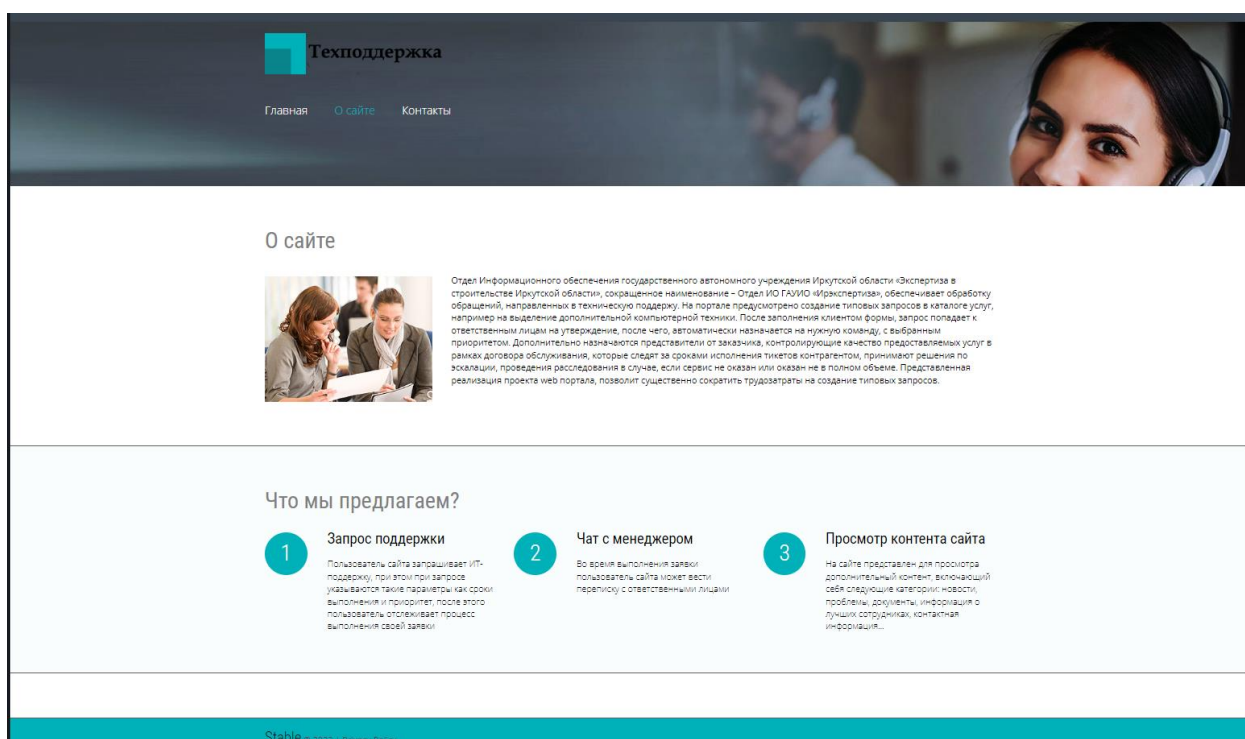 Техподдержка
Главная О сайте Контакты
О сайте
Отдел Информационного обеспечения государственного автономного учреждения Иркутской области «Экспертиза в
строительстве Иркутской области», сокращенное наименование – Отдел ИО ГАУИО «Ирэкспертиза», обеспечивает обработку
обращений, направленных в техническую поддержу. На портале предусмотрено создание типовых запросов в каталоге услуг,
например на выделение дополнительной компьютерной техники. После заполнения клиентом формы, запрос попадает к
ответственным лицам на утверждение, после чего, автоматически назначается на нужную команду, с выбранным
приоритетом. Дополнительно назначаются представители от заказчика, контролирующие качество предоставляемых услуг в
рамках договора обслуживания, которые следят за сроками исполнения тикетов контрагентом, принимают решения по
эскалации, проведения расследования в случае, если сервис не оказан или оказан не в полном объеме. Представленная
реализация проекта web портала, позволит существенно сократить трудозатраты на создание типовых запросов.
Что мы предлагаем?
1
Запрос поддержки
Пользователь сайта запрашивает ИТ-
поддержку, при этом при запросе
указываются такие параметры как сроки
выполнения и приоритет, после этого
пользователь отслеживает процесс
выполнения своей заявки
2
Чат с менеджером
Во время выполнения заявки
пользователь сайта может вести
переписку с ответственными лицами
3
Просмотр контента сайта
На сайте представлен для просмотра
дополнительный контент, включающий
себя следующие категории: новости,
проблемы, документы, информация о
лучших сотрудниках, контактная
информация...
Stable